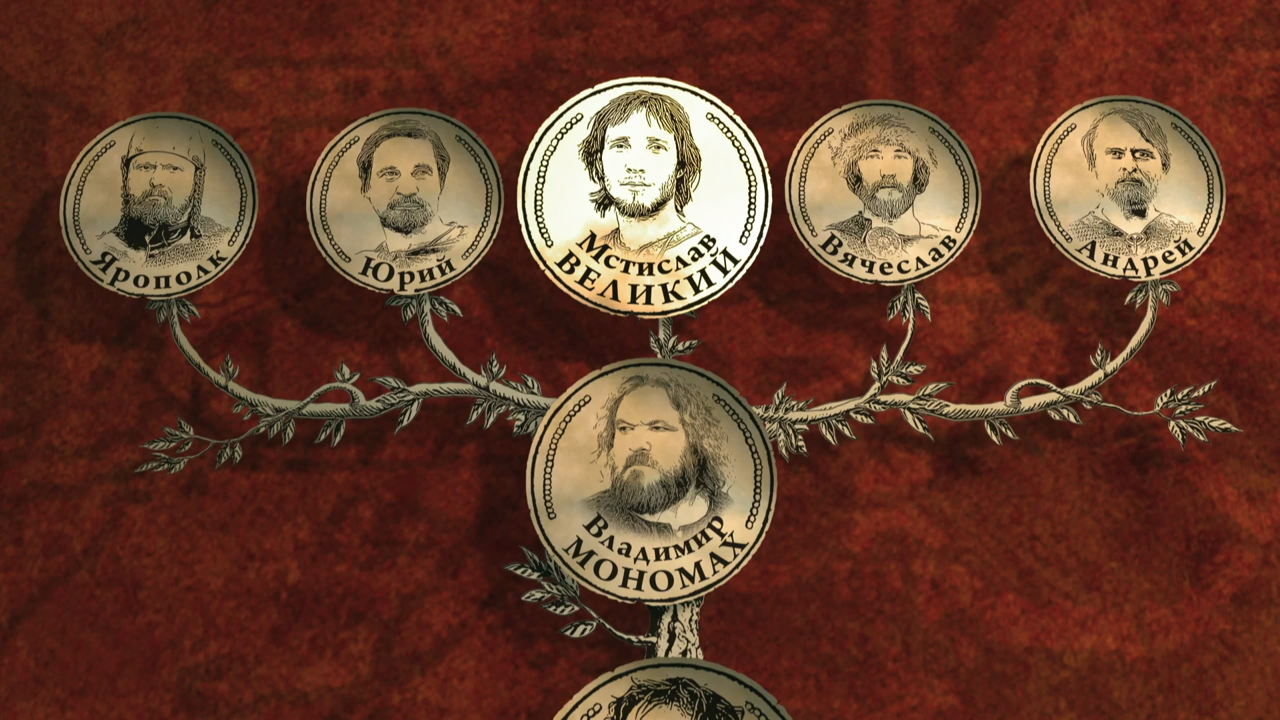 Ярополк
Юрий
Мстислав
ВЕЛИКИЙ
Вячеслав
Андрей
Владимир
МОНОМАХ